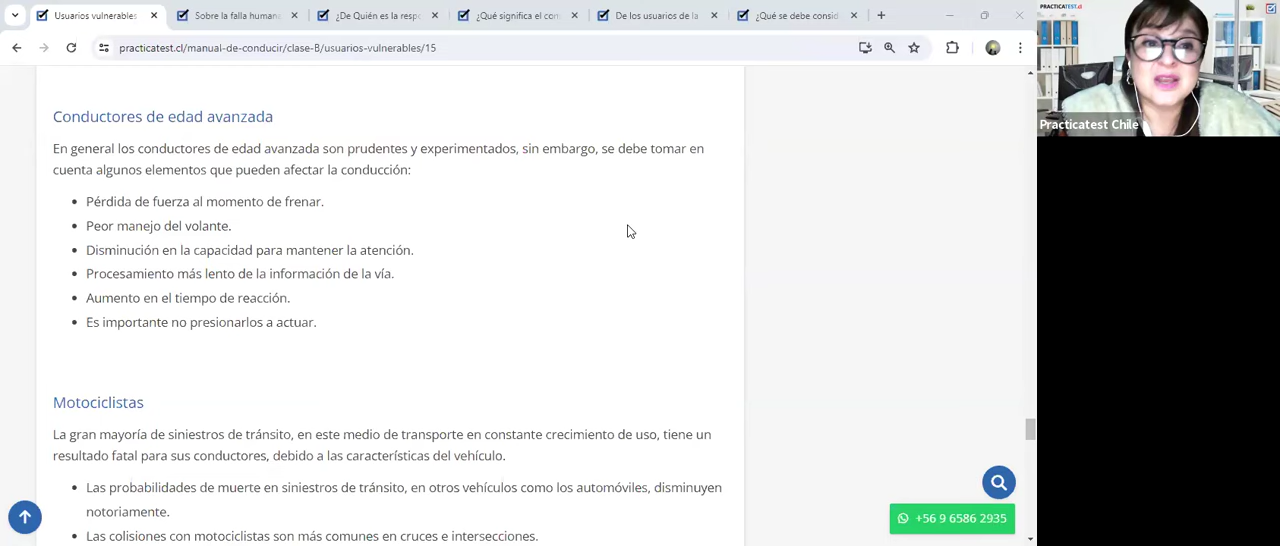 Usuarios vulnerables
Sobre la falla humana
¿De Quién es la resp
¿Qué significa el con
De los usuarios de la
¿Qué se debe consid
practicatest.cl/manual-de-conducir/clase-B/usuarios-vulnerables/15
PRACTICATEST.cl
Practicatest Chile
Conductores de edad avanzada
En general los conductores de edad avanzada son prudentes y experimentados, sin embargo, se debe tomar en
cuenta algunos elementos que pueden afectar la conducción:
• Pérdida de fuerza al momento de frenar.
• Peor manejo del volante.
• Disminución en la capacidad para mantener la atención.
• Procesamiento más lento de la información de la vía.
• Aumento en el tiempo de reacción.
• Es importante no presionarlos a actuar.
Motociclistas
La gran mayoría de siniestros de tránsito, en este medio de transporte en constante crecimiento de uso, tiene un
resultado fatal para sus conductores, debido a las características del vehículo.
• Las probabilidades de muerte en siniestros de tránsito, en otros vehículos como los automóviles, disminuyen
notoriamente.
• Las colisiones con motociclistas son más comunes en cruces e intersecciones.
+56 9 6586 2935